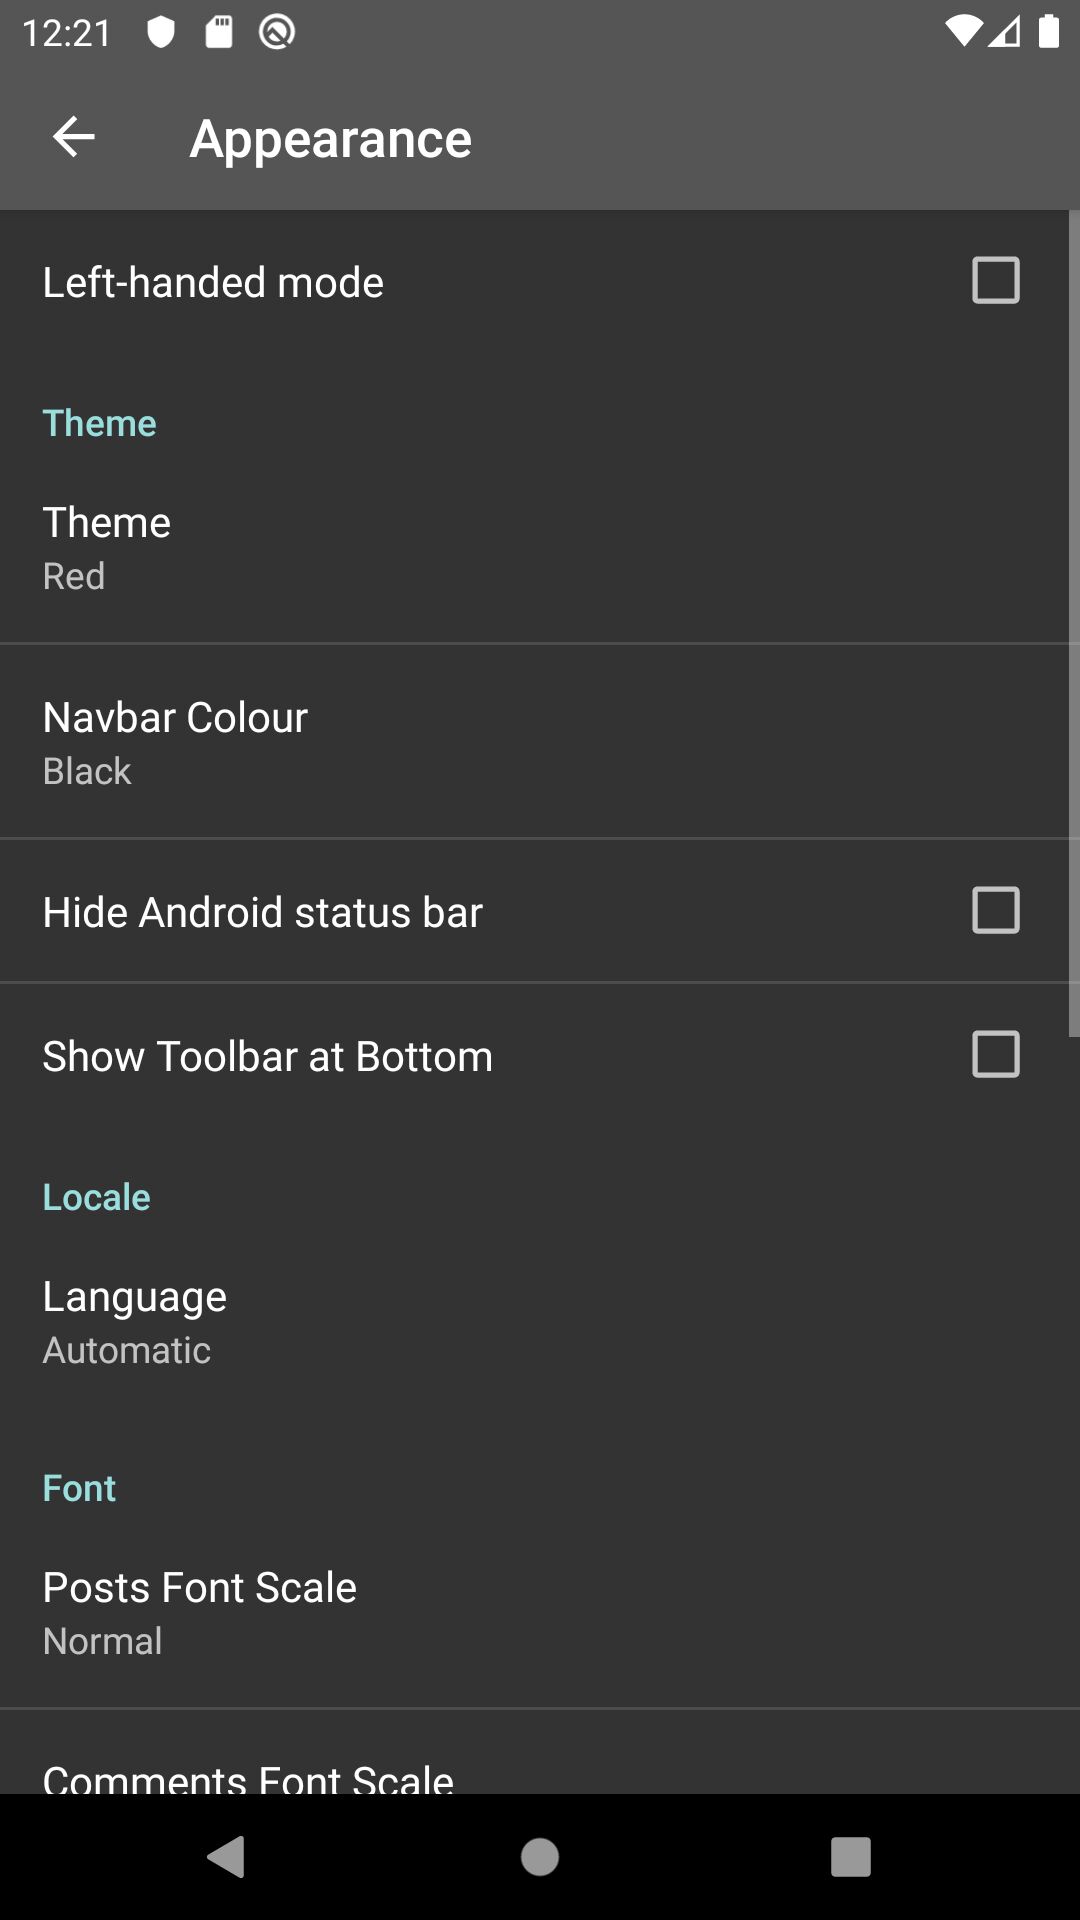 12:21
Appearance
Left-handed mode
Theme
Theme
Red
Navbar Colour
Black
Hide Android status bar
Show Toolbar at Bottom
Locale
Language
Automatic
Font
Posts Font Scale
Normal
Comments Font Scale